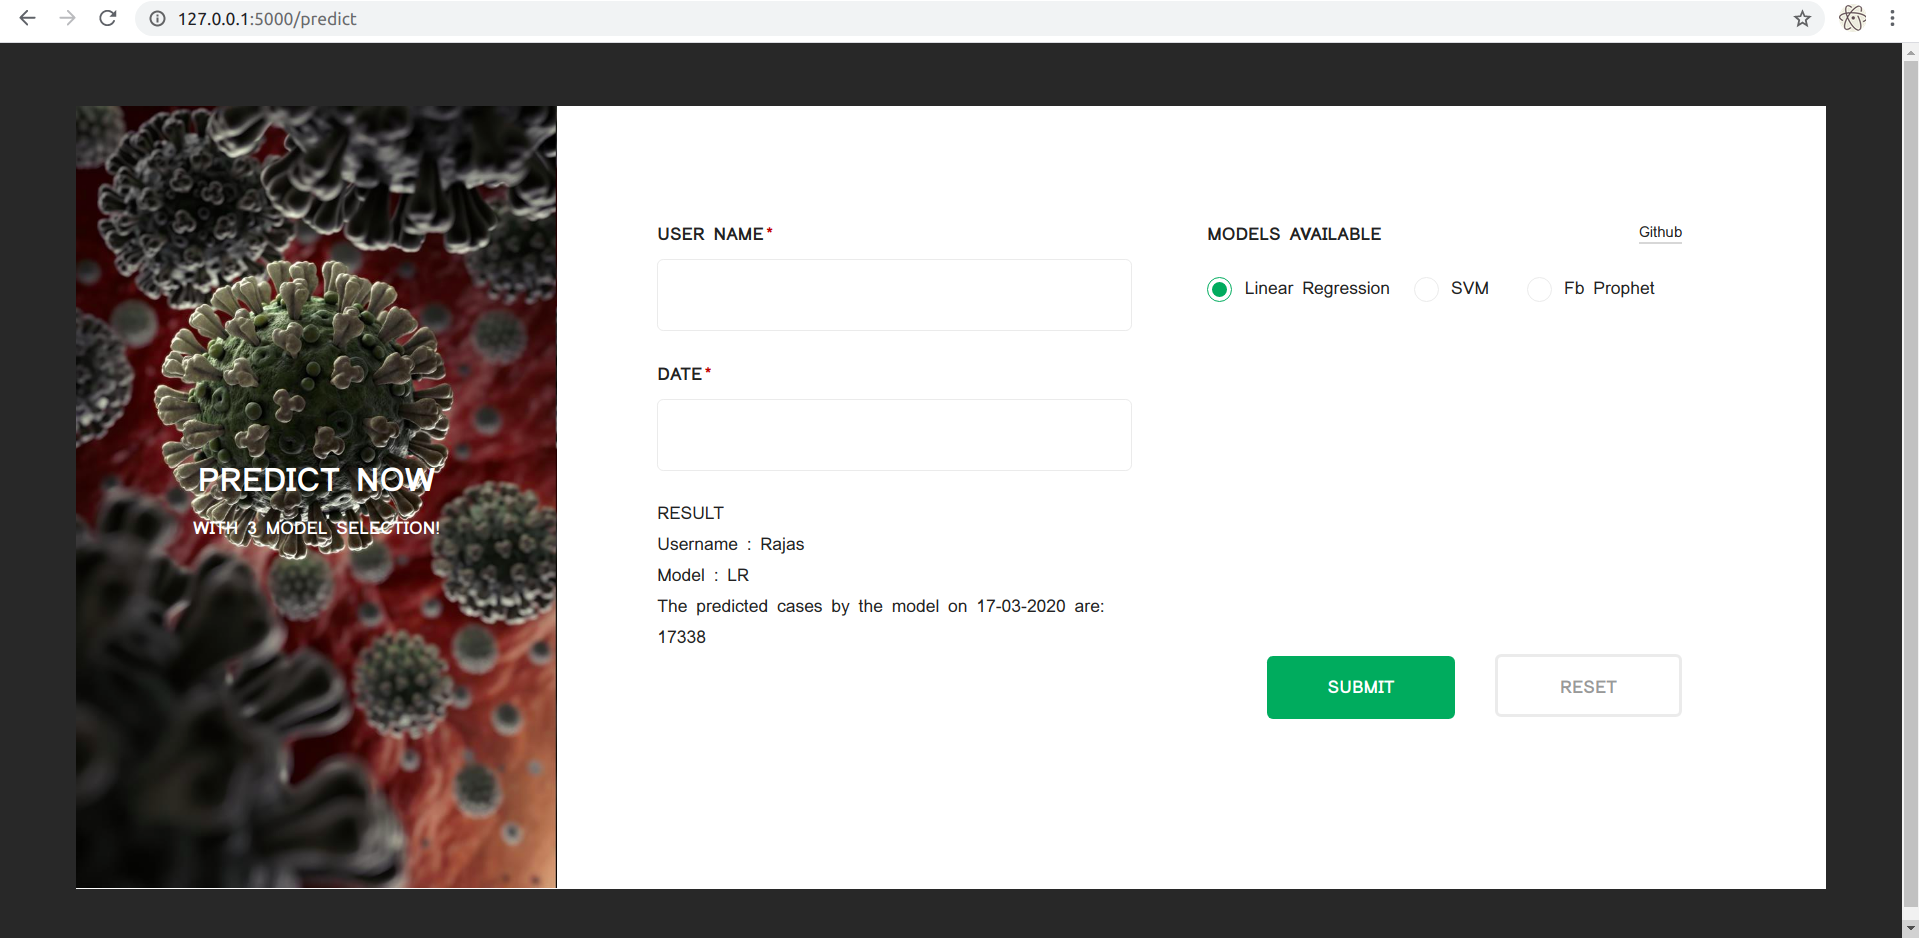 127.0.0.1:5000/predict
PREDICT NOW
WITH 3 MODEL SELECTION!
USER NAME*
DATE*
RESULT
Username : Rajas
Model : LR
The predicted cases by the model on 17-03-2020 are:
17338
MODELS AVAILABLE
Github
Linear Regression SVM Fb Prophet
SUBMIT
RESET